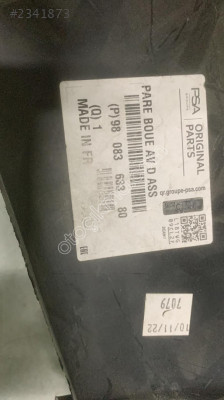 #2341873
PSA
ORIGINAL
PARTS
PARE BOUE AV D ASS
(P)98 083 633 80
(Q) 1
MADE IN FR
10/11/22
7079